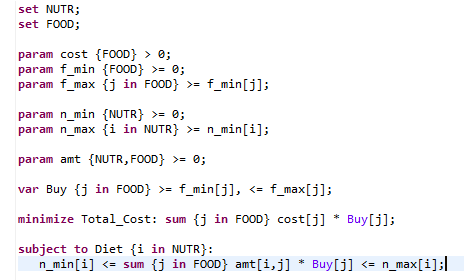 set NUTR;
set FOOD;
param cost {FOOD} > 0;
param f_min {FOOD} >= 0;
param f_max {j in FOOD} >= f_min[j];
param n_min {NUTR} >= 0;
param n_max {i in NUTR} >= n_min[i];
param amt {NUTR,FOOD} >= 0;
var Buy {j in FOOD} >= f_min[j], <= f_max[j];
minimize Total_Cost: sum {j in FOOD} cost[j] * Buy[j];
subject to Diet {i in NUTR}:
n_min[i] <= sum {j in FOOD} amt[i,j] * Buy[j] <= n_max[i];